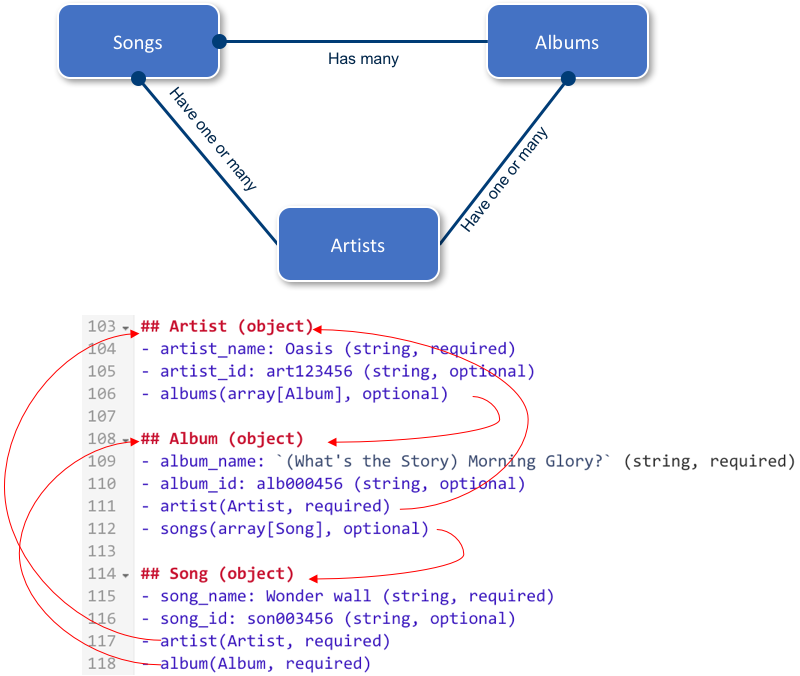 Songs
Albums
Has many
Have one or many
Have one or many
Artists
103 ## Artist (object)
104 - artist_name: Oasis (string, required)
105 - artist_id: art123456 (string, optional)
106 - albums(array[Album], optional)
107
108 ## Album (object)
109 - album_name: `(What's the Story) Morning Glory?` (string, required)
110 - album_id: alb000456 (string, optional)
111 - artist(Artist, required)
112 - songs(array[Song], optional)
113
114 ## Song (object)
115 - song_name: Wonder wall (string, required)
116 - song_id: son003456 (string, optional)
117 - artist(Artist, required)
118 - album(Album, required)